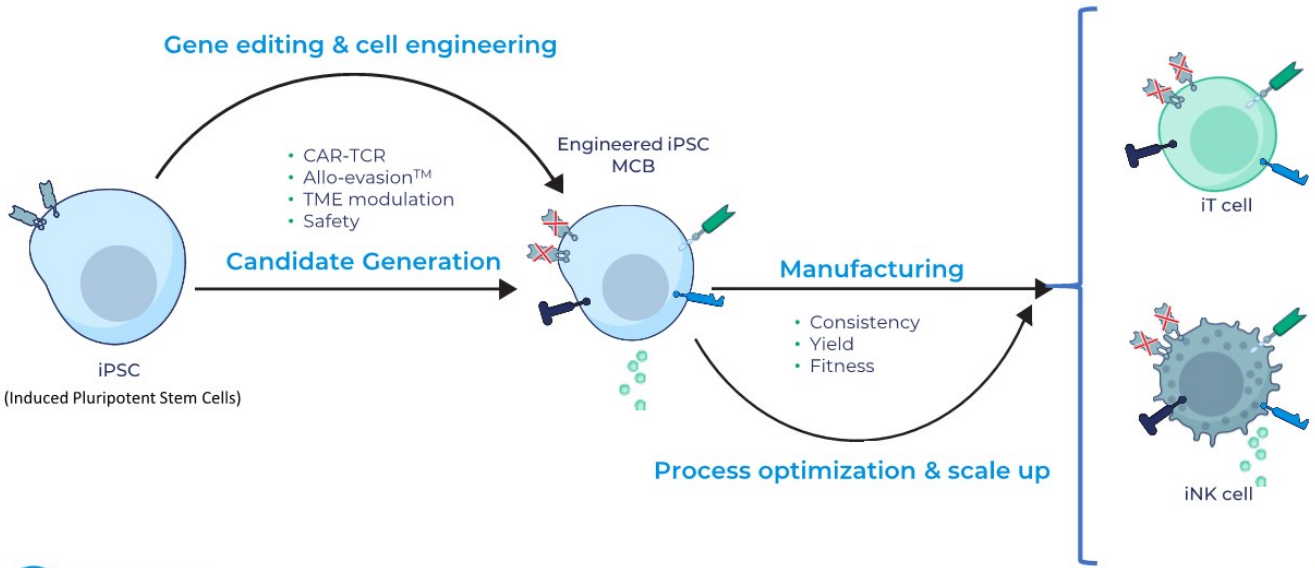 Gene editing & cell engineering
• CAR-TCR
• Allo-evasion™
• TME modulation
• Safety
Candidate Generation
iPSC
(Induced Pluripotent Stem Cells)
Engineered iPSC
MCB
Manufacturing
• Consistency
• Yield
• Fitness
Process optimization & scale up
iT cell
iNK cell